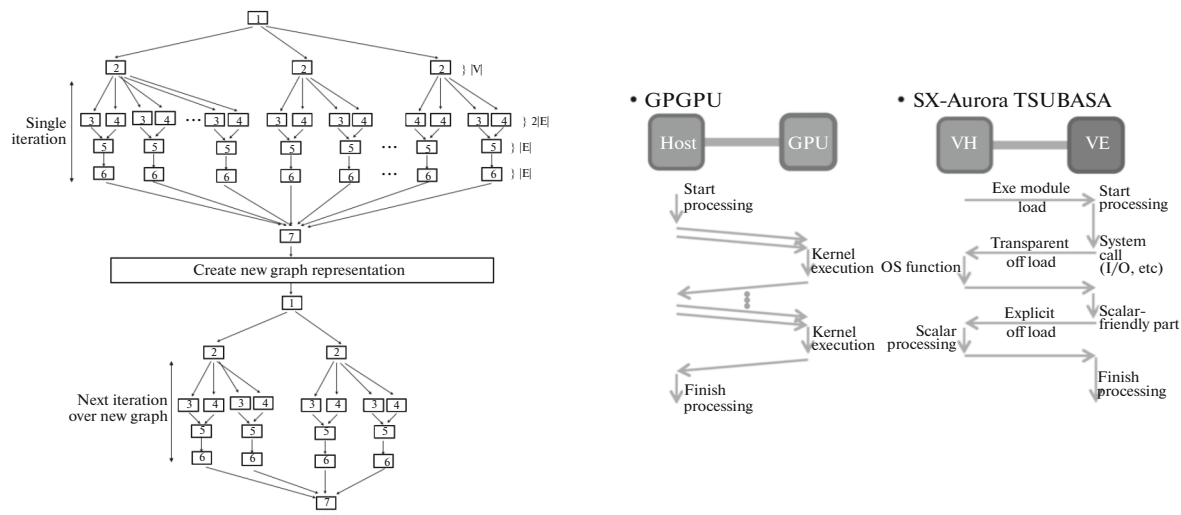 1
2 2 2 } |V|
3 4 3 4 ... 3 4 3 4 3 4 4 4 3 4 } 2|E|
Single
iteration
5 5 5 5 ... 5 5 } |E|
6 6 6 6 ... 6 6 } |E|
7
Create new graph representation
1
2 2
Next iteration
over new graph
3 4 3 4 3 4 3 4
5 5 5 5
6 6 6 6
7
• GPGPU
Host GPU
Start
processing
Kernel
execution
Kernel
execution
Finish
processing
• SX-Aurora TSUBASA
VH VE
Exe module
load
Start
processing
Transparent
off load
System
call
(I/O, etc)
OS function
Explicit
off load
Scalar-
friendly part
Scalar
processing
Finish
processing